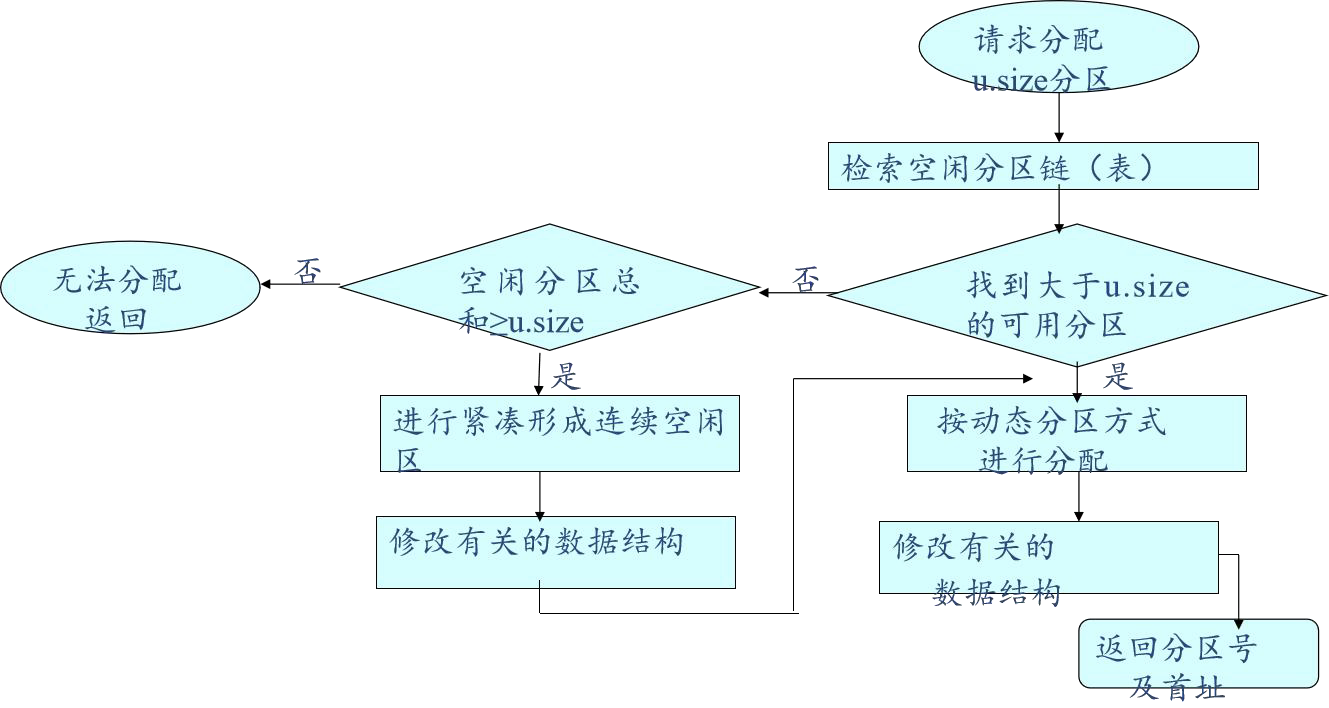 请求分配
u.size分区
检索空闲分区链（表）
找到大于u.size
的可用分区
否
空闲分区总
和≥u.size
否
无法分配
返回
是
进行紧凑形成连续空闲
区
修改有关的数据结构
是
按动态分区方式
进行分配
修改有关的
数据结构
返回分区号
及首址